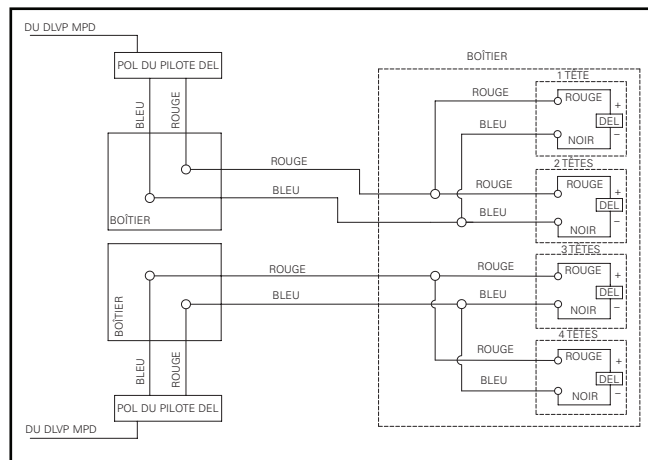 DU DLVP MPD
POL DU PILOTE DEL
BLEU
ROUGE
BOÎTIER
ROUGE
BLEU
BOÎTIER
1 TÊTE
ROUGE
ROUGE
+
DEL
BLEU
NOIR
–
2 TÊTES
ROUGE
ROUGE
+
DEL
BLEU
NOIR
–
BOÎTIER
ROUGE
BLEU
BLEU
ROUGE
POL DU PILOTE DEL
DU DLVP MPD
3 TÊTES
ROUGE
ROUGE
+
DEL
BLEU
NOIR
–
4 TÊTES
ROUGE
ROUGE
+
DEL
BLEU
NOIR
–